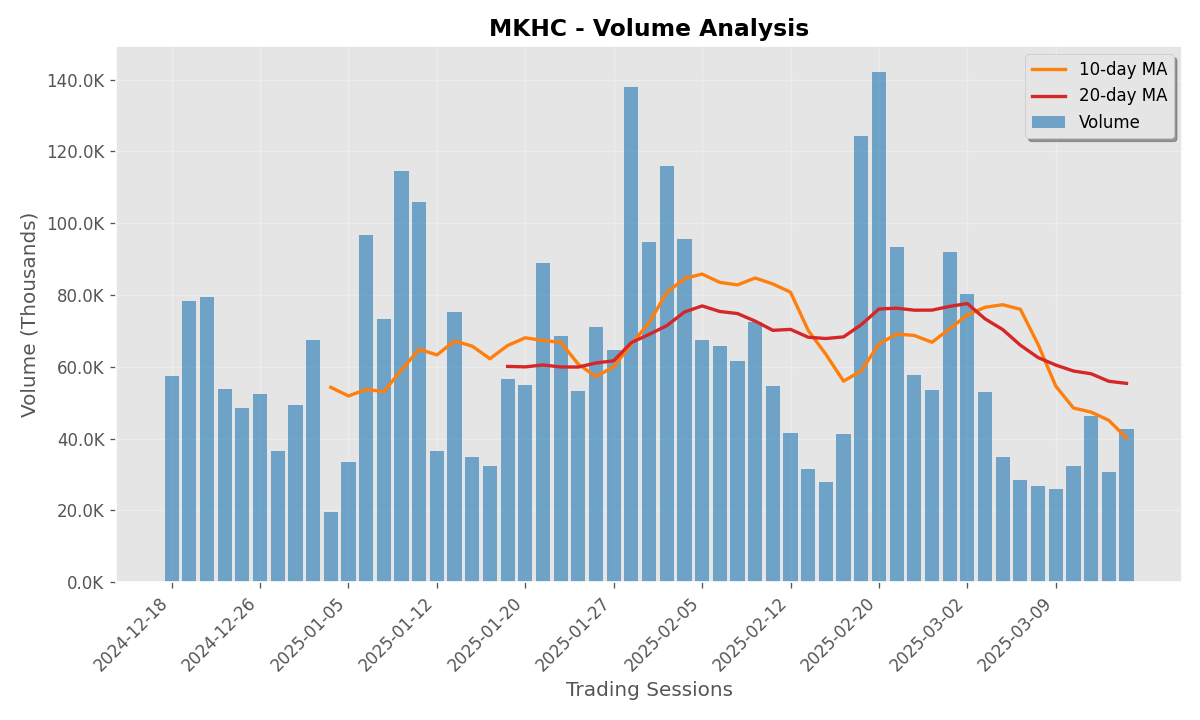 MKHC - Volume Analysis
10-day MA
20-day MA
Volume
Volume (Thousands)
140.0K
120.0K
100.0K
80.0K
60.0K
40.0K
20.0K
0.0K
2024-12-18
2024-12-26
2025-01-05
2025-01-12
2025-01-20
2025-01-27
2025-02-05
2025-02-12
2025-02-20
2025-03-02
2025-03-09
Trading Sessions